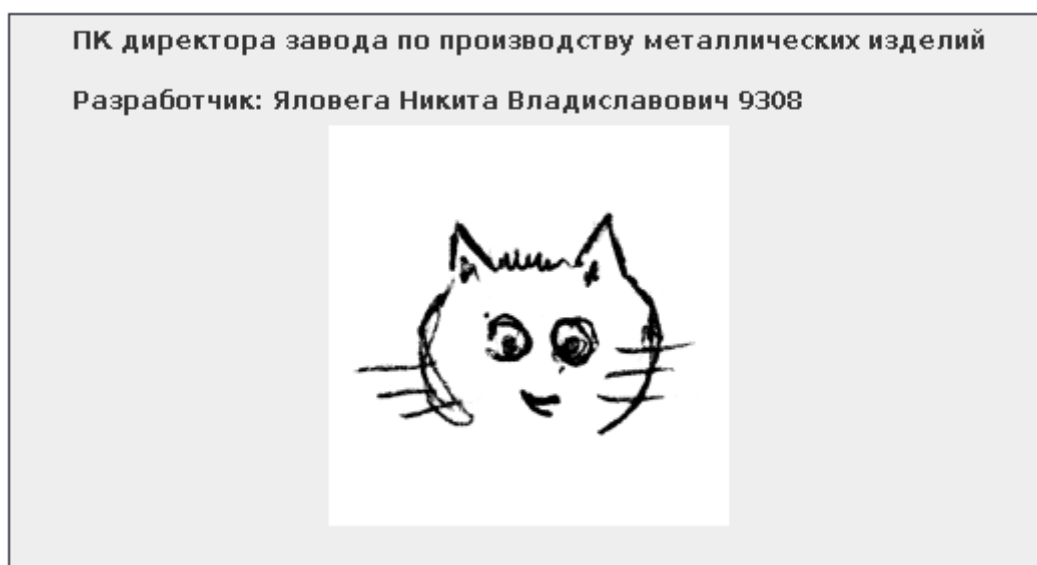 ПК директора завода по производству металлических изделий
Разработчик: Яловега Никита Владиславович 9308